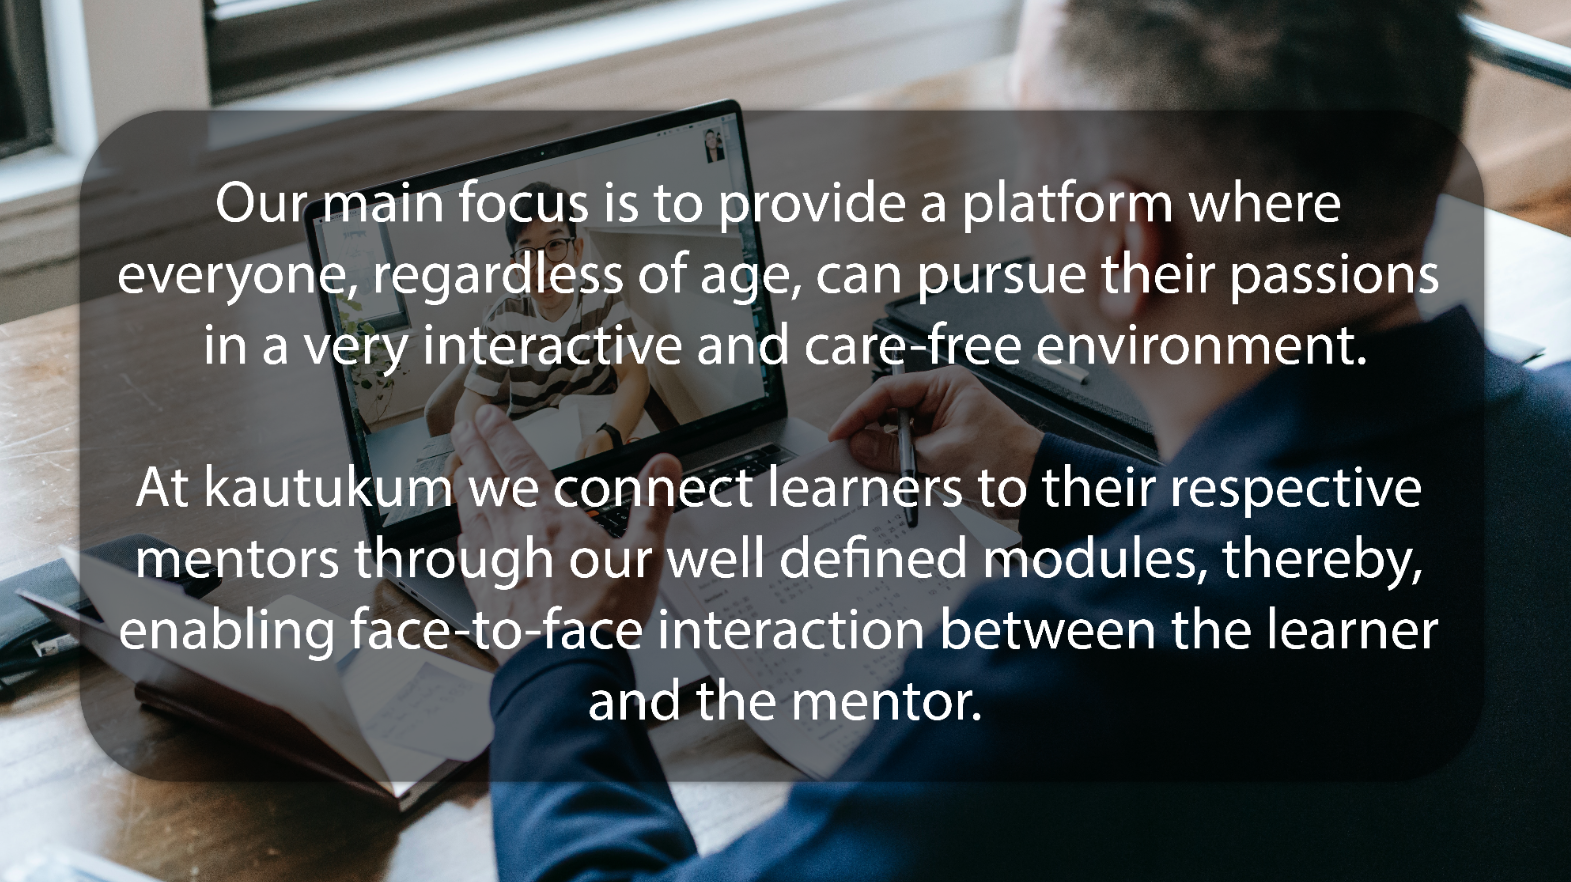 Our main focus is to provide a platform where
everyone, regardless of age, can pursue their passions
in a very interactive and care-free environment.
At kautukum we connect learners to their respective
mentors through our well defined modules, thereby,
enabling face-to-face interaction between the learner
and the mentor.